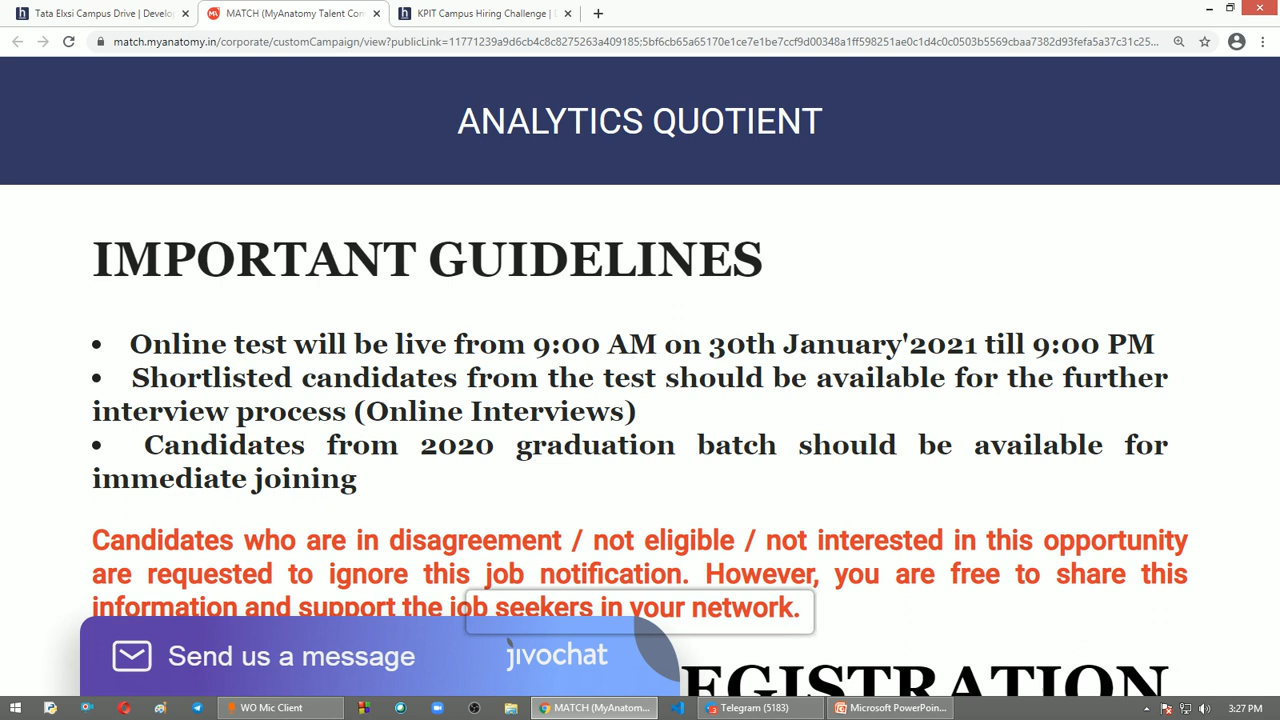 Tata Elxsi Campus Drive | Develo
MATCH (MyAnatomy Talent Con
KPIT Campus Hiring Challenge |
match.myanatomy.in/corporate/customCampaign/view?publicLink=11771239a9d6cb4c8c8275263a409185:5bf6cb65a65170e1ce7e1be7ccf9d00348a1ff598251ae0c1d4c0c0503b5569cbaa7382d93fefa5a37c31c25...
ANALYTICS QUOTIENT
IMPORTANT GUIDELINES
• Online test will be live from 9:00 AM on 30th January'2021 till 9:00 PM
• Shortlisted candidates from the test should be available for the further
interview process (Online Interviews)
• Candidates from 2020 graduation batch should be available for
immediate joining
Candidates who are in disagreement / not eligible / not interested in this opportunity
are requested to ignore this job notification. However, you are free to share this
information and support the job seekers in your network.
Send us a message
jivochat
EGISTRATION
WO Mic Client
MATCH (MyAnatom...
Telegram (5183)
Microsoft PowerPoin...
3:27 PM